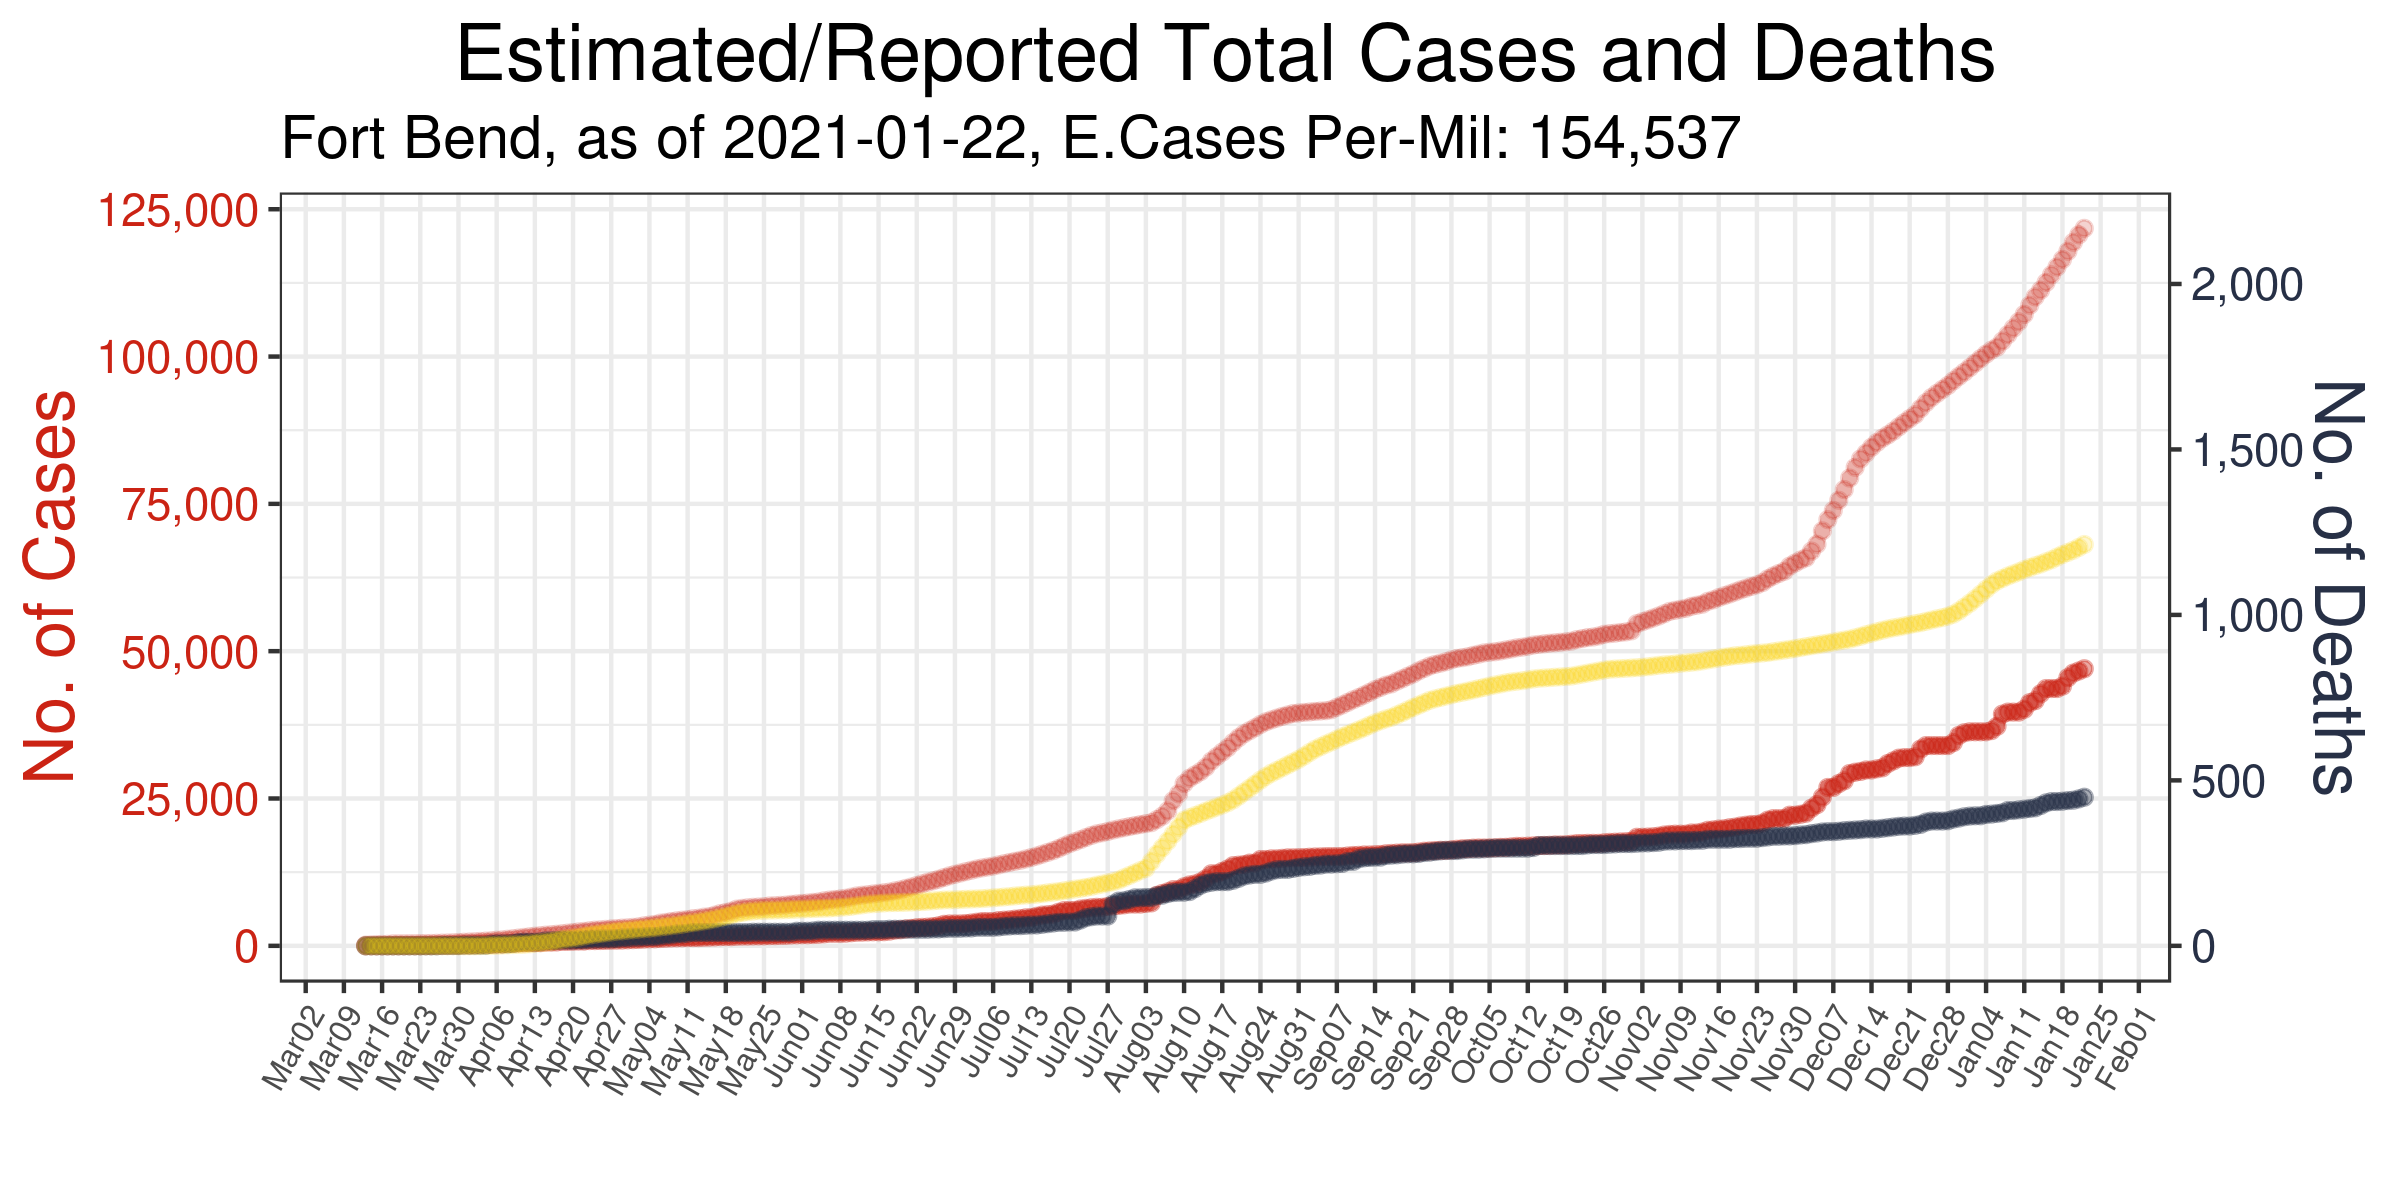 Estimated/Reported Total Cases and Deaths
Fort Bend, as of 2021-01-22, E.Cases Per-Mil: 154,537
No. of Cases
125,000
100,000
75,000
50,000
25,000
0
2,000
1,500
1,000
500
0
No. of Deaths
Mar02
Mar09
Mar16
Mar23
Mar30
Apr06
Apr13
Apr20
Apr27
May04
May11
May18
May25
Jun01
Jun08
Jun15
Jun22
Jun29
Jul06
Jul13
Jul20
Jul27
Aug03
Aug10
Aug17
Aug24
Aug31
Sep07
Sep14
Sep21
Sep28
Oct05
Oct12
Oct19
Oct26
Nov02
Nov09
Nov16
Nov23
Nov30
Dec07
Dec14
Dec21
Dec28
Jan04
Jan11
Jan18
Jan25
Feb01